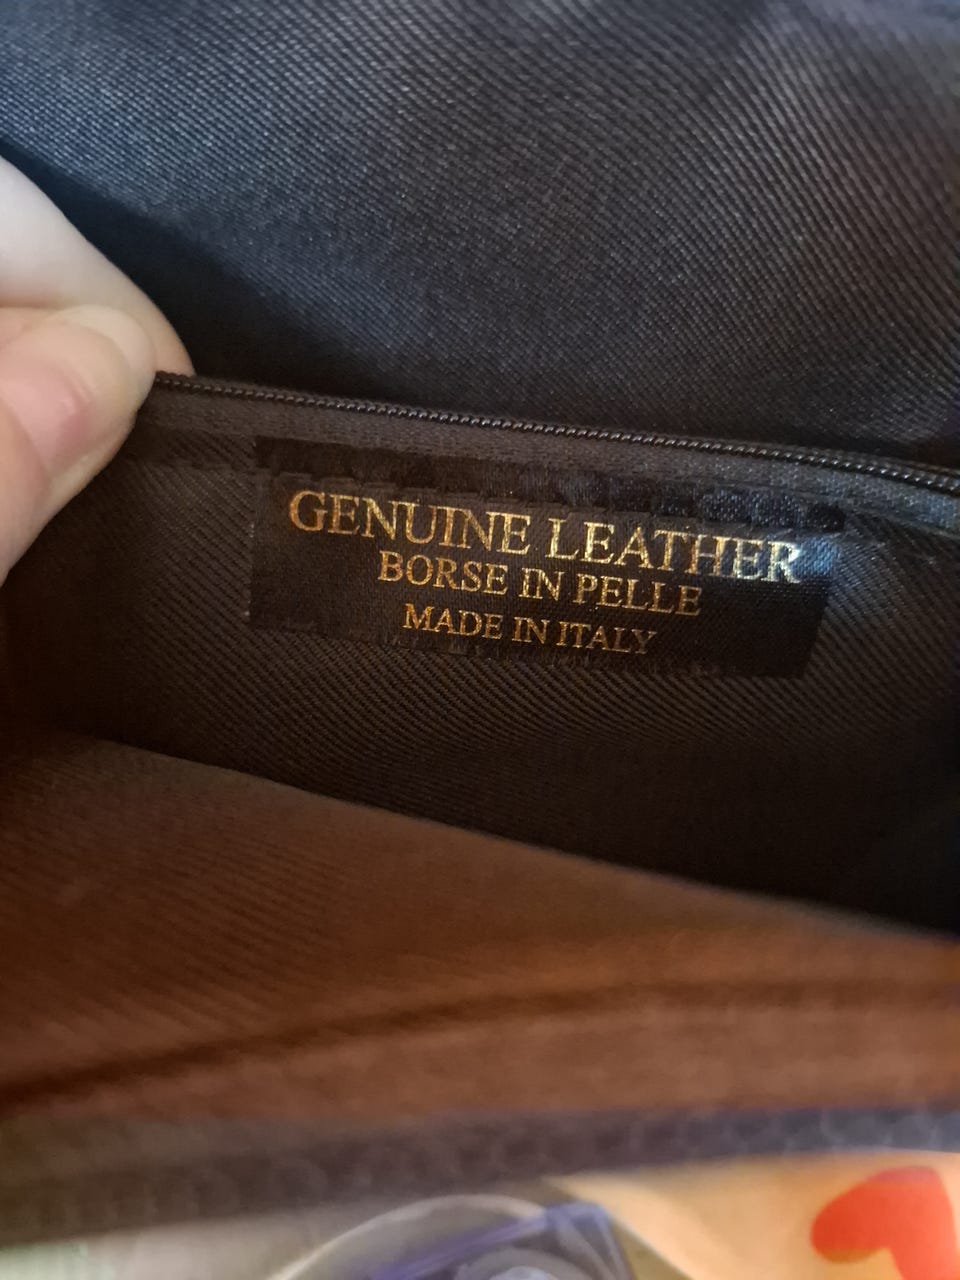 GENUINE LEATHER
BORSE IN PELLE
MADE IN ITALY